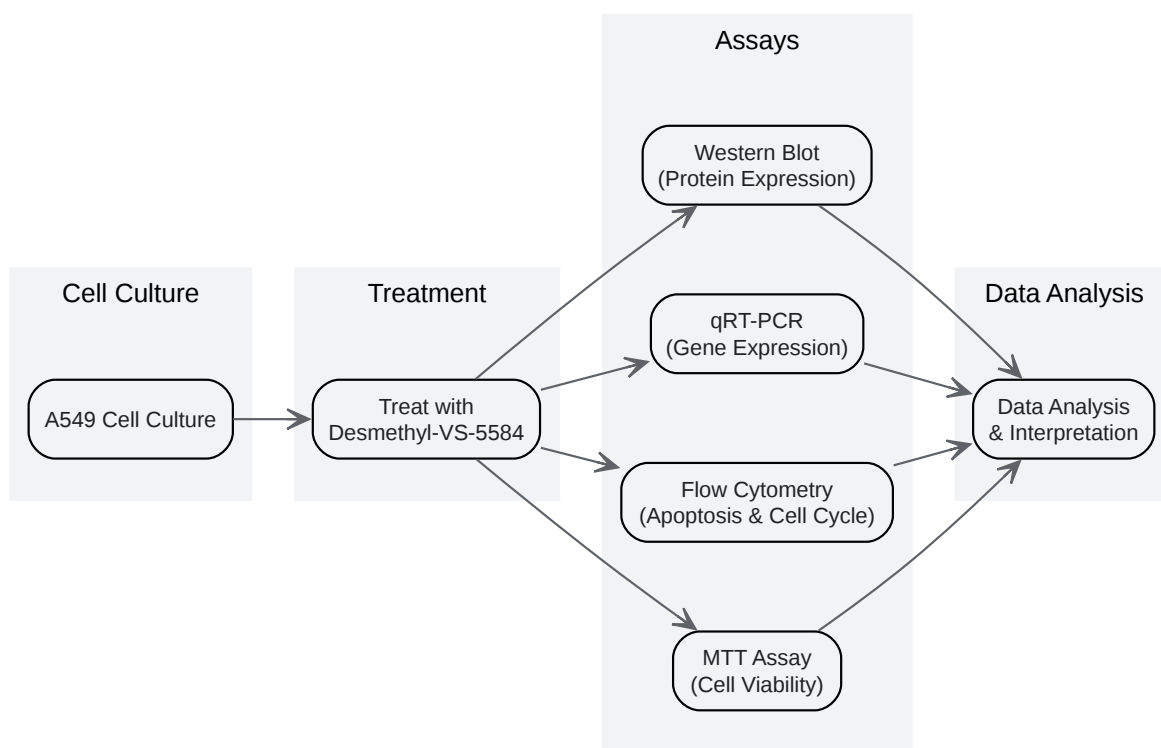 Cell Culture
A549 Cell Culture
Treatment
Treat with
Desmethyl-VS-5584
Assays
Western Blot
(Protein Expression)
qRT-PCR
(Gene Expression)
Flow Cytometry
(Apoptosis & Cell Cycle)
MTT Assay
(Cell Viability)
Data Analysis
Data Analysis
& Interpretation